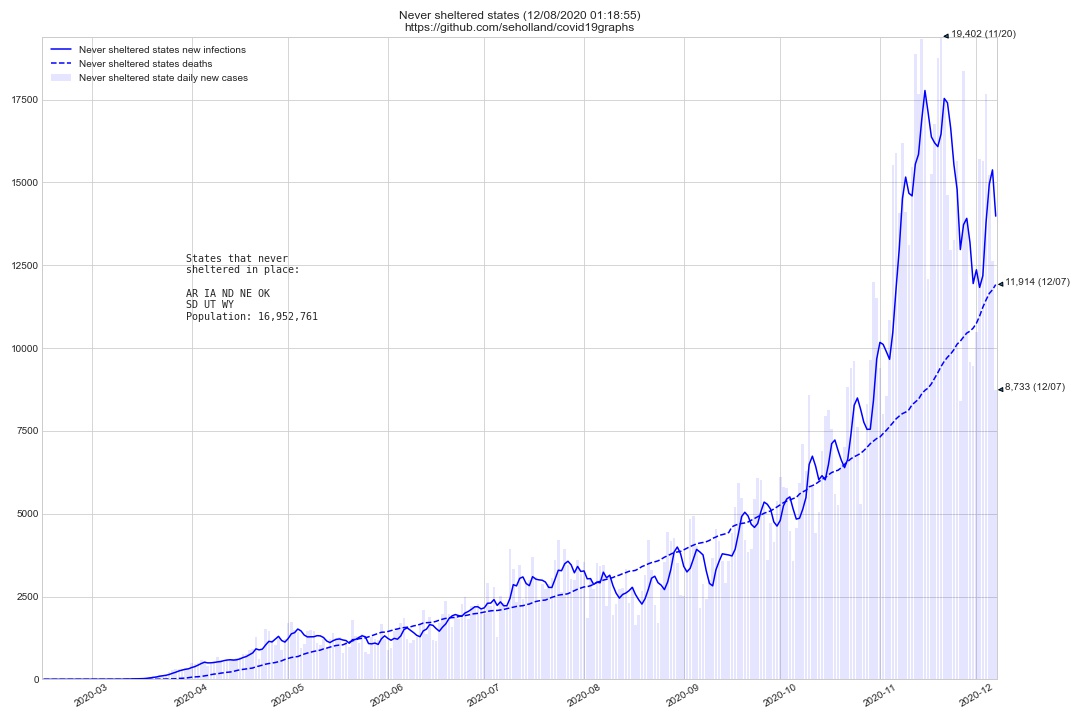 Never sheltered states (12/08/2020 01:18:55)
https://github.com/seholland/covid19graphs
Never sheltered states new infections
Never sheltered states deaths
Never sheltered state daily new cases
19,402 (11/20)
17500
15000
States that never
sheltered in place:
AR IA ND NE OK
SD UT WY
Population: 16,952,761
12500
11,914 (12/07)
10000
8,733 (12/07)
7500
5000
2500
0
2020-03
2020-04
2020-05
2020-06
2020-07
2020-08
2020-09
2020-10
2020-11
2020-12